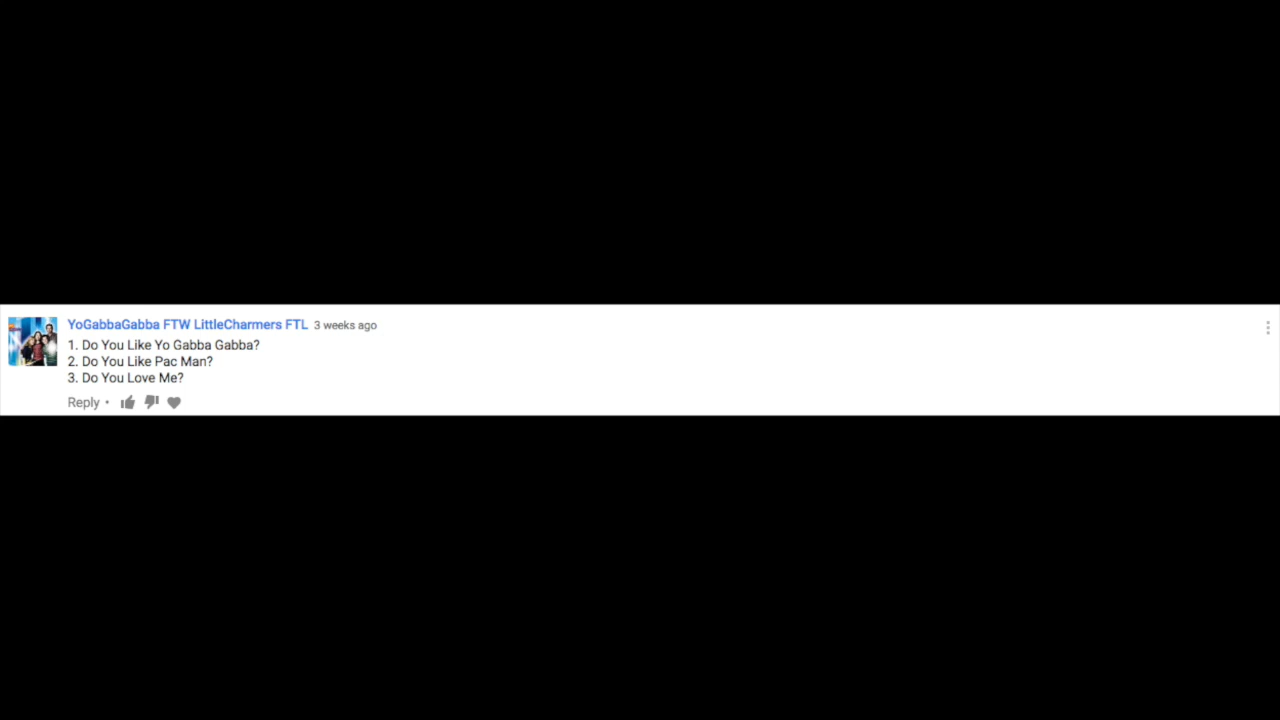 YoGabbaGabba FTW LittleCharmers FTL 3 weeks ago
1. Do You Like Yo Gabba Gabba?
2. Do You Like Pac Man?
3. Do You Love Me?
Reply •